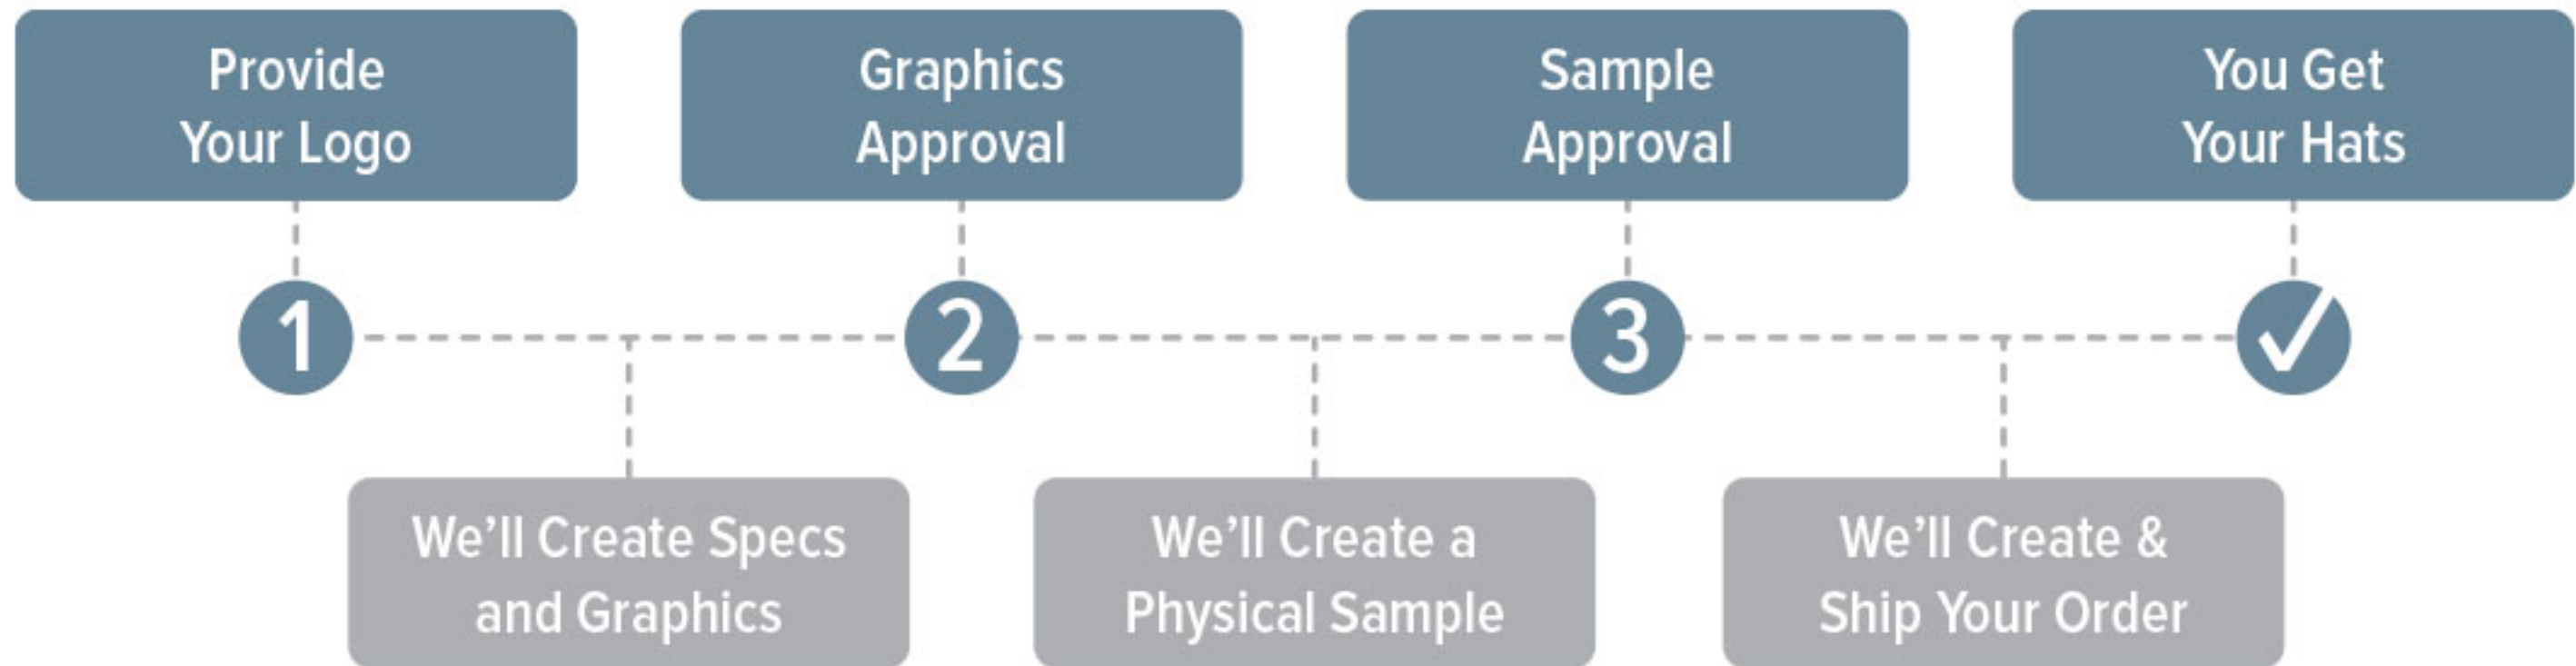 Provide
Your Logo
Graphics
Approval
Sample
Approval
You Get
Your Hats
1
2
3
We’ll Create Specs
and Graphics
We’ll Create a
Physical Sample
We’ll Create &
Ship Your Order